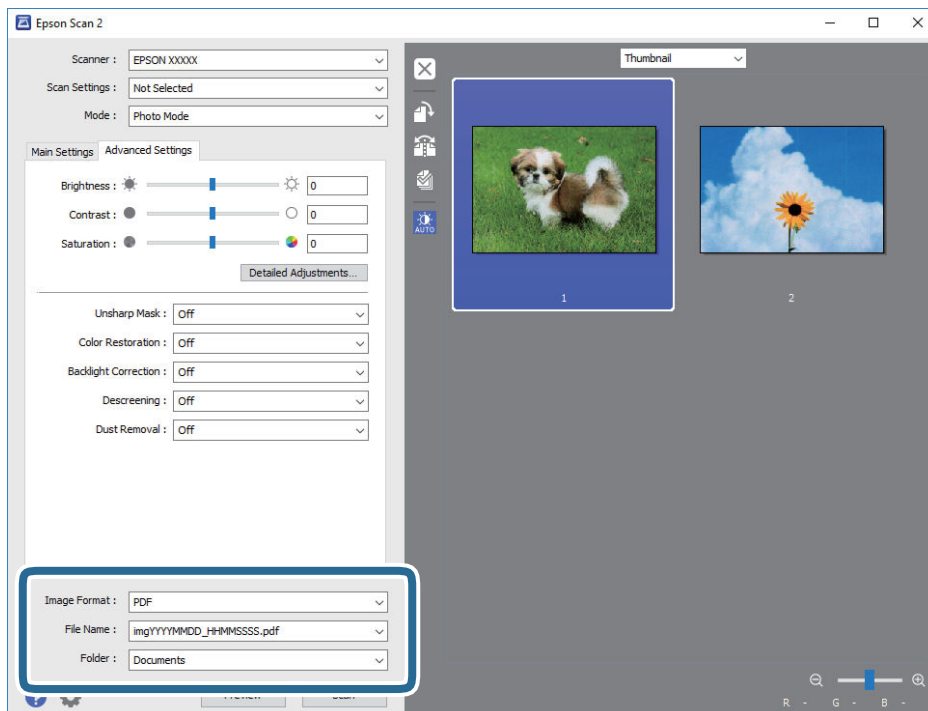 Epson Scan 2
Scanner : EPSON XXXXX
Scan Settings : Not Selected
Mode : Photo Mode
Main Settings Advanced Settings
Brightness : 0
Contrast : 0
Saturation : 0
Detailed Adjustments...
Unsharp Mask : Off
Color Restoration : Off
Backlight Correction : Off
Descreening : Off
Dust Removal : Off
Image Format : PDF
File Name : imgYYYYMMDD_HHMMSSSS.pdf
Folder : Documents
?
Thumbnail
AUTO
1
2
R - G - B -